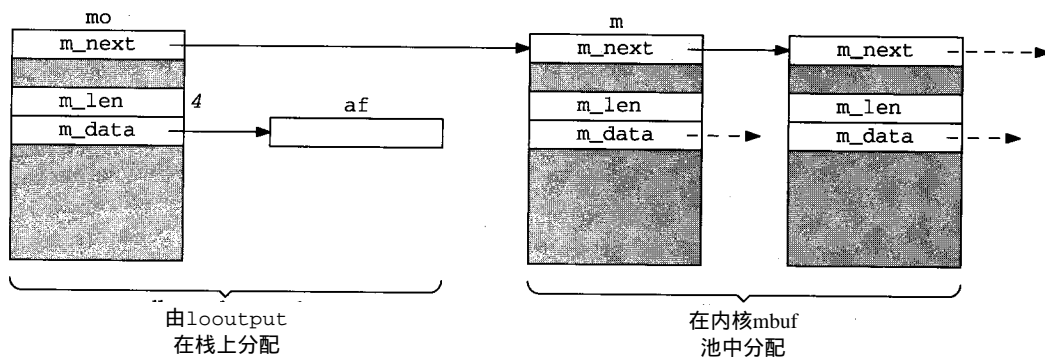 mo
m_next
m_len
4
m_data
af
m
m_next
m_len
m_data
m_next
m_len
m_data
由looutput
在栈上分配
在内核mbuf
池中分配